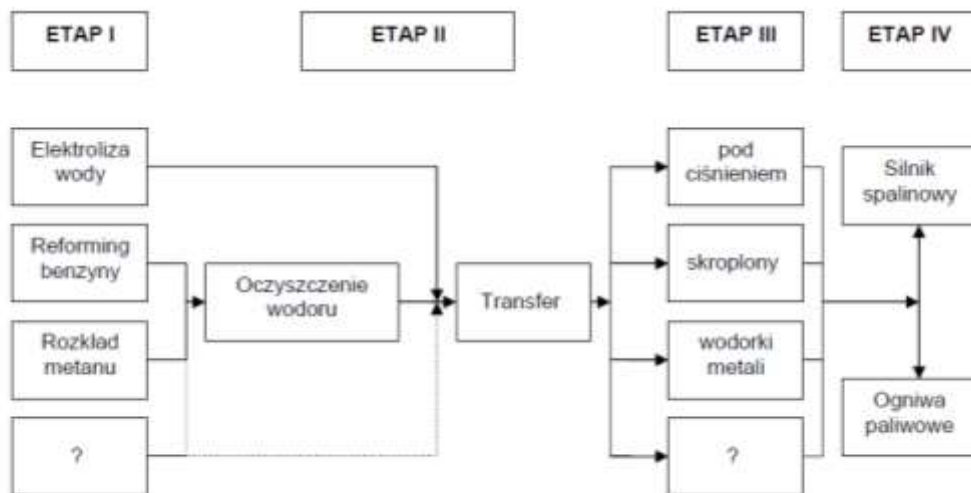 ETAP I
ETAP II
ETAP III
ETAP IV
Elektroliza
wody
Reforming
benzyny
Rozkład
metanu
?
Oczyszczenie
wodoru
Transfer
pod
ciśnieniem
skroplony
wodorki
metali
?
Silnik
spalinowy
Ogniwa
paliwowe